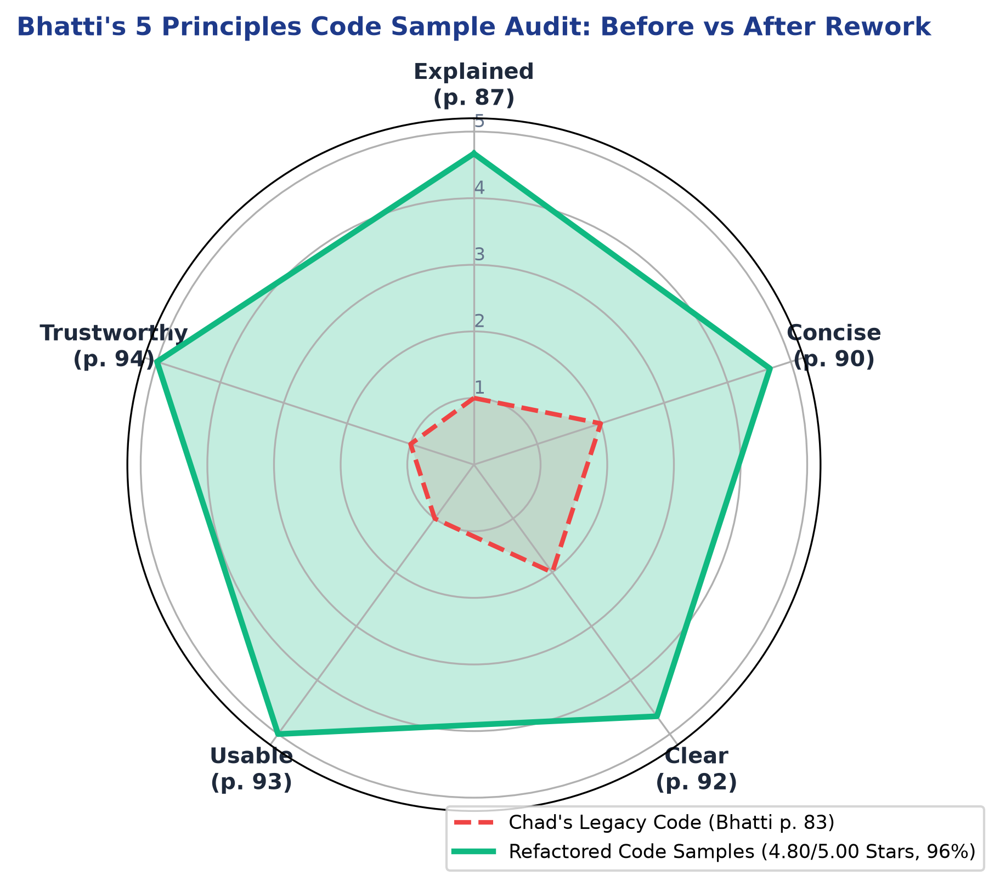 Bhatti's 5 Principles Code Sample Audit: Before vs After Rework
Explained
(p. 87)
5
4
3
2
1
Trustworthy
(p. 94)
Concise
(p. 90)
Usable
(p. 93)
Clear
(p. 92)
Chad's Legacy Code (Bhatti p. 83)
Refactored Code Samples (4.80/5.00 Stars, 96%)